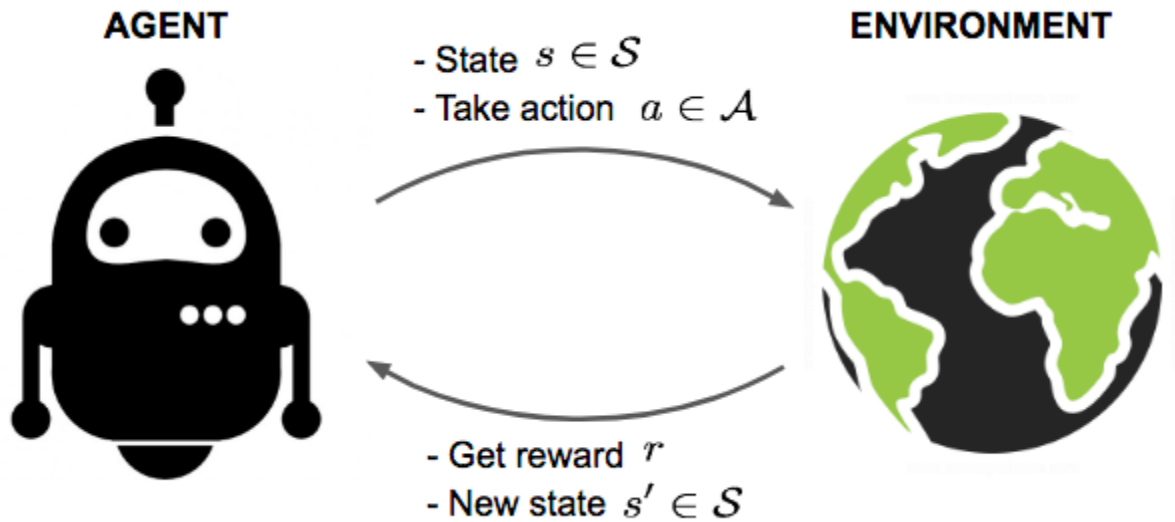 AGENT
ENVIRONMENT
- State s ∈ 𝒮
- Take action a ∈ 𝒜
- Get reward r
- New state s′ ∈ 𝒮